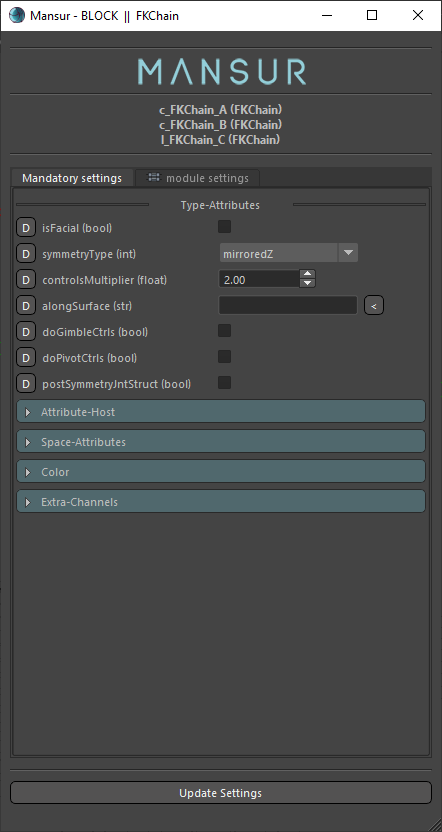 Mansur - BLOCK || FKChain
MANSUR
c_FKChain_A (FKChain)
c_FKChain_B (FKChain)
l_FKChain_C (FKChain)
Mandatory settings
module settings
Type-Attributes
D isFacial (bool)
D symmetryType (int) mirroredZ
D controlsMultiplier (float) 2.00
D alongSurface (str) <
D doGimbleCtrls (bool)
D doPivotCtrls (bool)
D postSymmetryJntStruct (bool)
Attribute-Host
Space-Attributes
Color
Extra-Channels
Update Settings